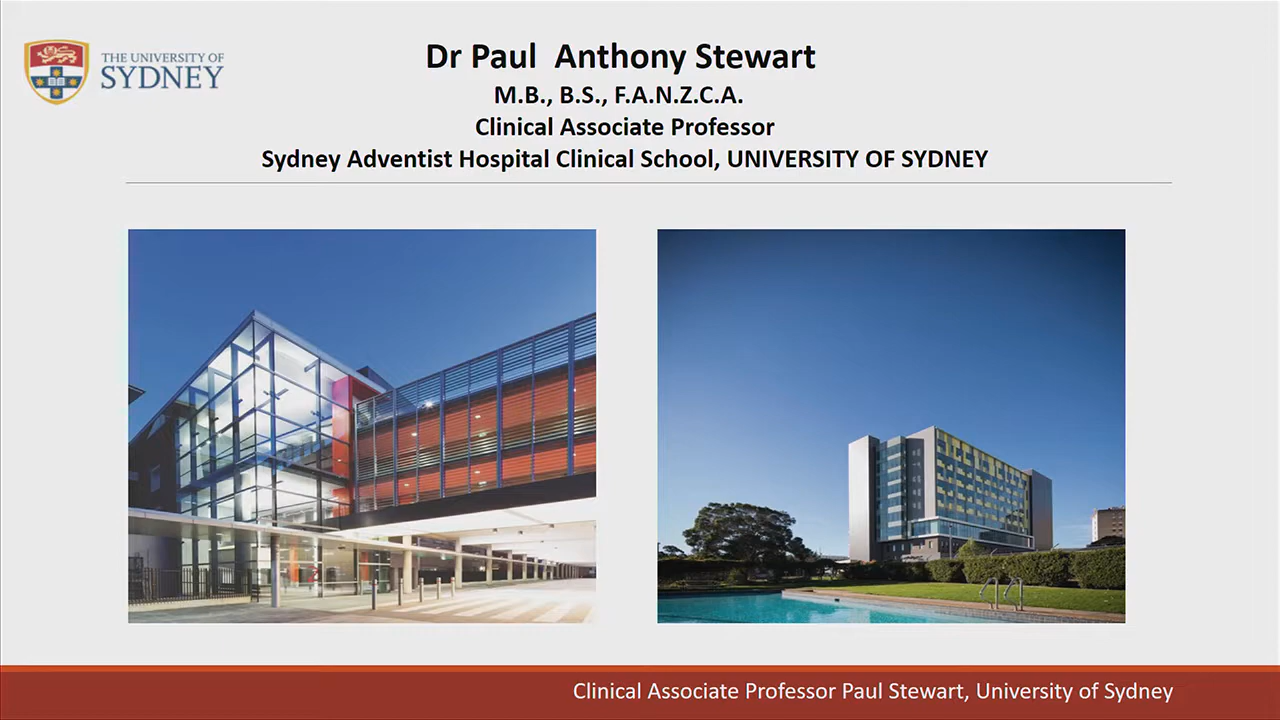 THE UNIVERSITY OF
SYDNEY
Dr Paul  Anthony Stewart
M.B., B.S., F.A.N.Z.C.A.
Clinical Associate Professor
Sydney Adventist Hospital Clinical School, UNIVERSITY OF SYDNEY
Clinical Associate Professor Paul Stewart, University of Sydney